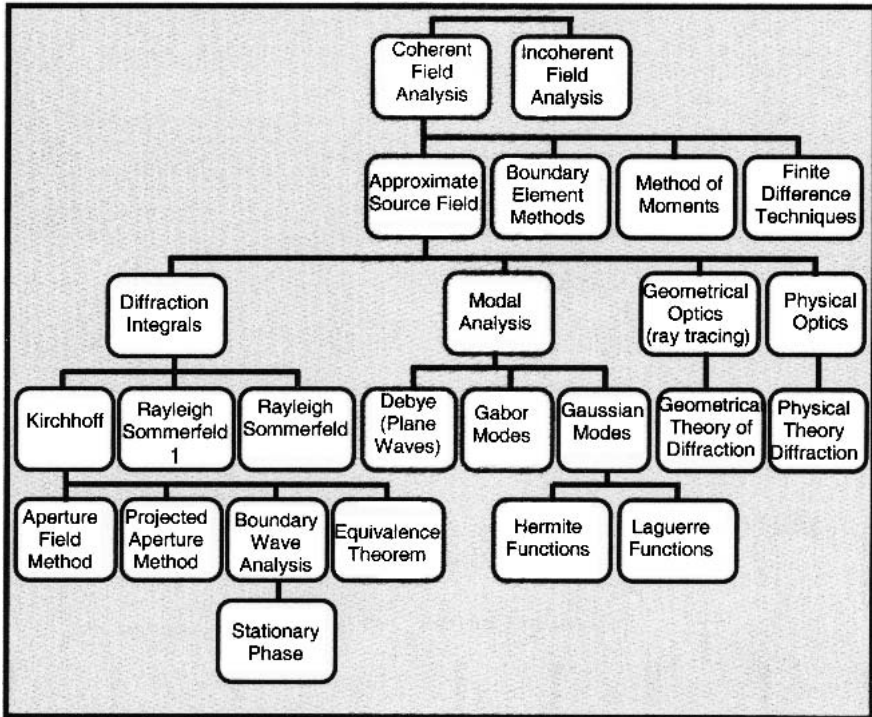 Coherent
Field
Analysis
Incoherent
Field
Analysis
Approximate
Source Field
Boundary
Element
Methods
Method of
Moments
Finite
Difference
Techniques
Diffraction
Integrals
Modal
Analysis
Geometrical
Optics
(ray tracing)
Physical
Optics
Kirchhoff
Rayleigh
Sommerfeld
1
Rayleigh
Sommerfeld
Debye
(Plane
Waves)
Gabor
Modes
Gaussian
Modes
Geometrical
Theory of
Diffraction
Physical
Theory
Diffraction
Aperture
Field
Method
Projected
Aperture
Method
Boundary
Wave
Analysis
Equivalence
Theorem
Hermite
Functions
Laguerre
Functions
Stationary
Phase